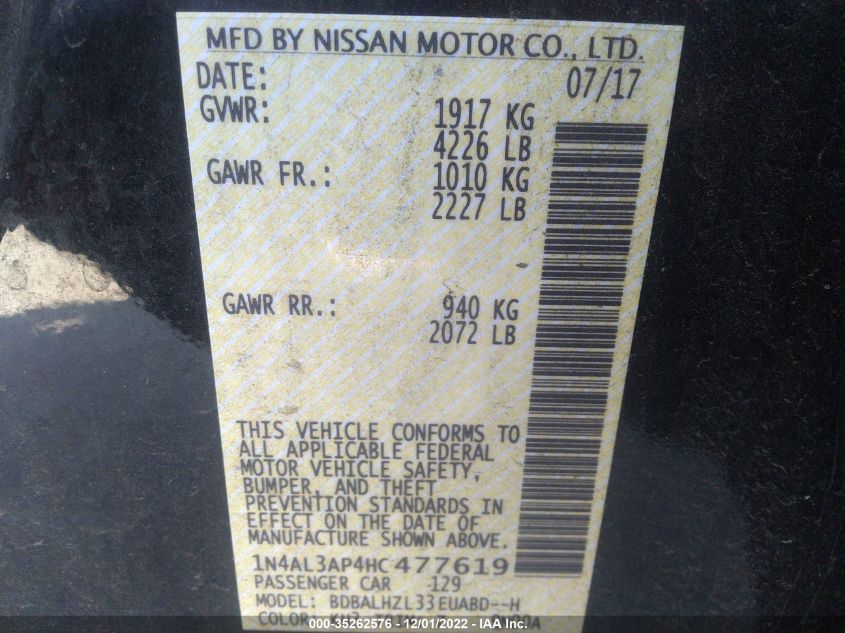 MFD BY NISSAN MOTOR CO., LTD.
DATE: 07/17
GVWR: 1917 KG
4226 LB
GAWR FR.: 1010 KG
2227 LB
GAWR RR.: 940 KG
2072 LB
THIS VEHICLE CONFORMS TO
ALL APPLICABLE FEDERAL
MOTOR VEHICLE SAFETY,
BUMPER, AND THEFT
PREVENTION STANDARDS IN
EFFECT ON THE DATE OF
MANUFACTURE SHOWN ABOVE.
1N4AL3AP4HC477619
PASSENGER CAR 129
MODEL: BDBALHZL33EUABD--H
COLOR:
000-35262576 - 12/01/2022 - IAA Inc.